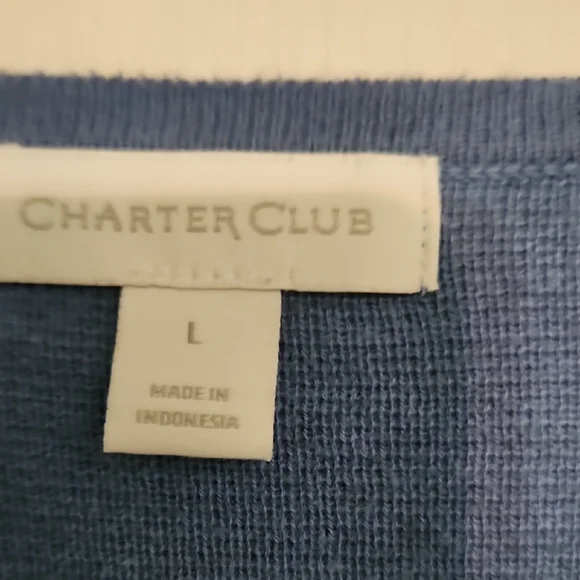 CHARTER CLUB
L
MADE IN
INDONESIA